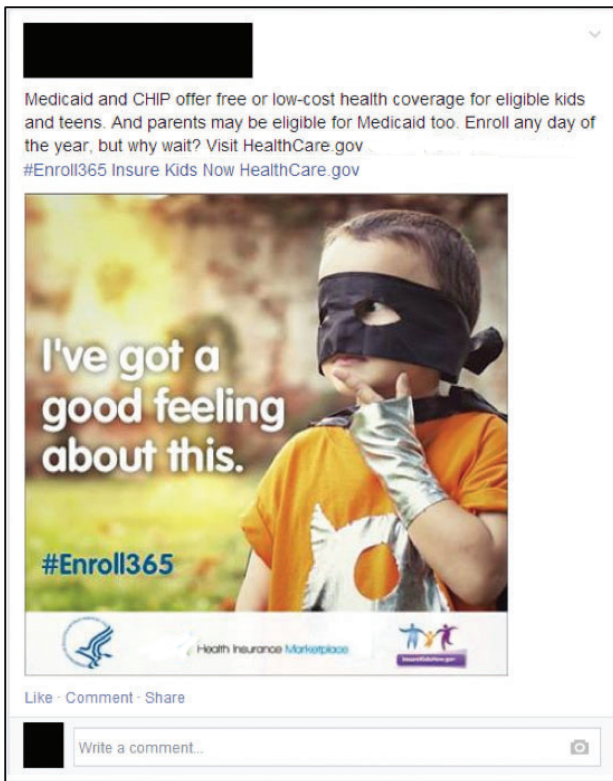 Medicaid and CHIP offer free or low-cost health coverage for eligible kids
and teens. And parents may be eligible for Medicaid too. Enroll any day of
the year, but why wait? Visit HealthCare.gov
#Enroll365 Insure Kids Now HealthCare.gov
I've got a
good feeling
about this.
#Enroll365
Health Insurance Marketplace
InsureKidsNow.gov
Like · Comment · Share
Write a comment...